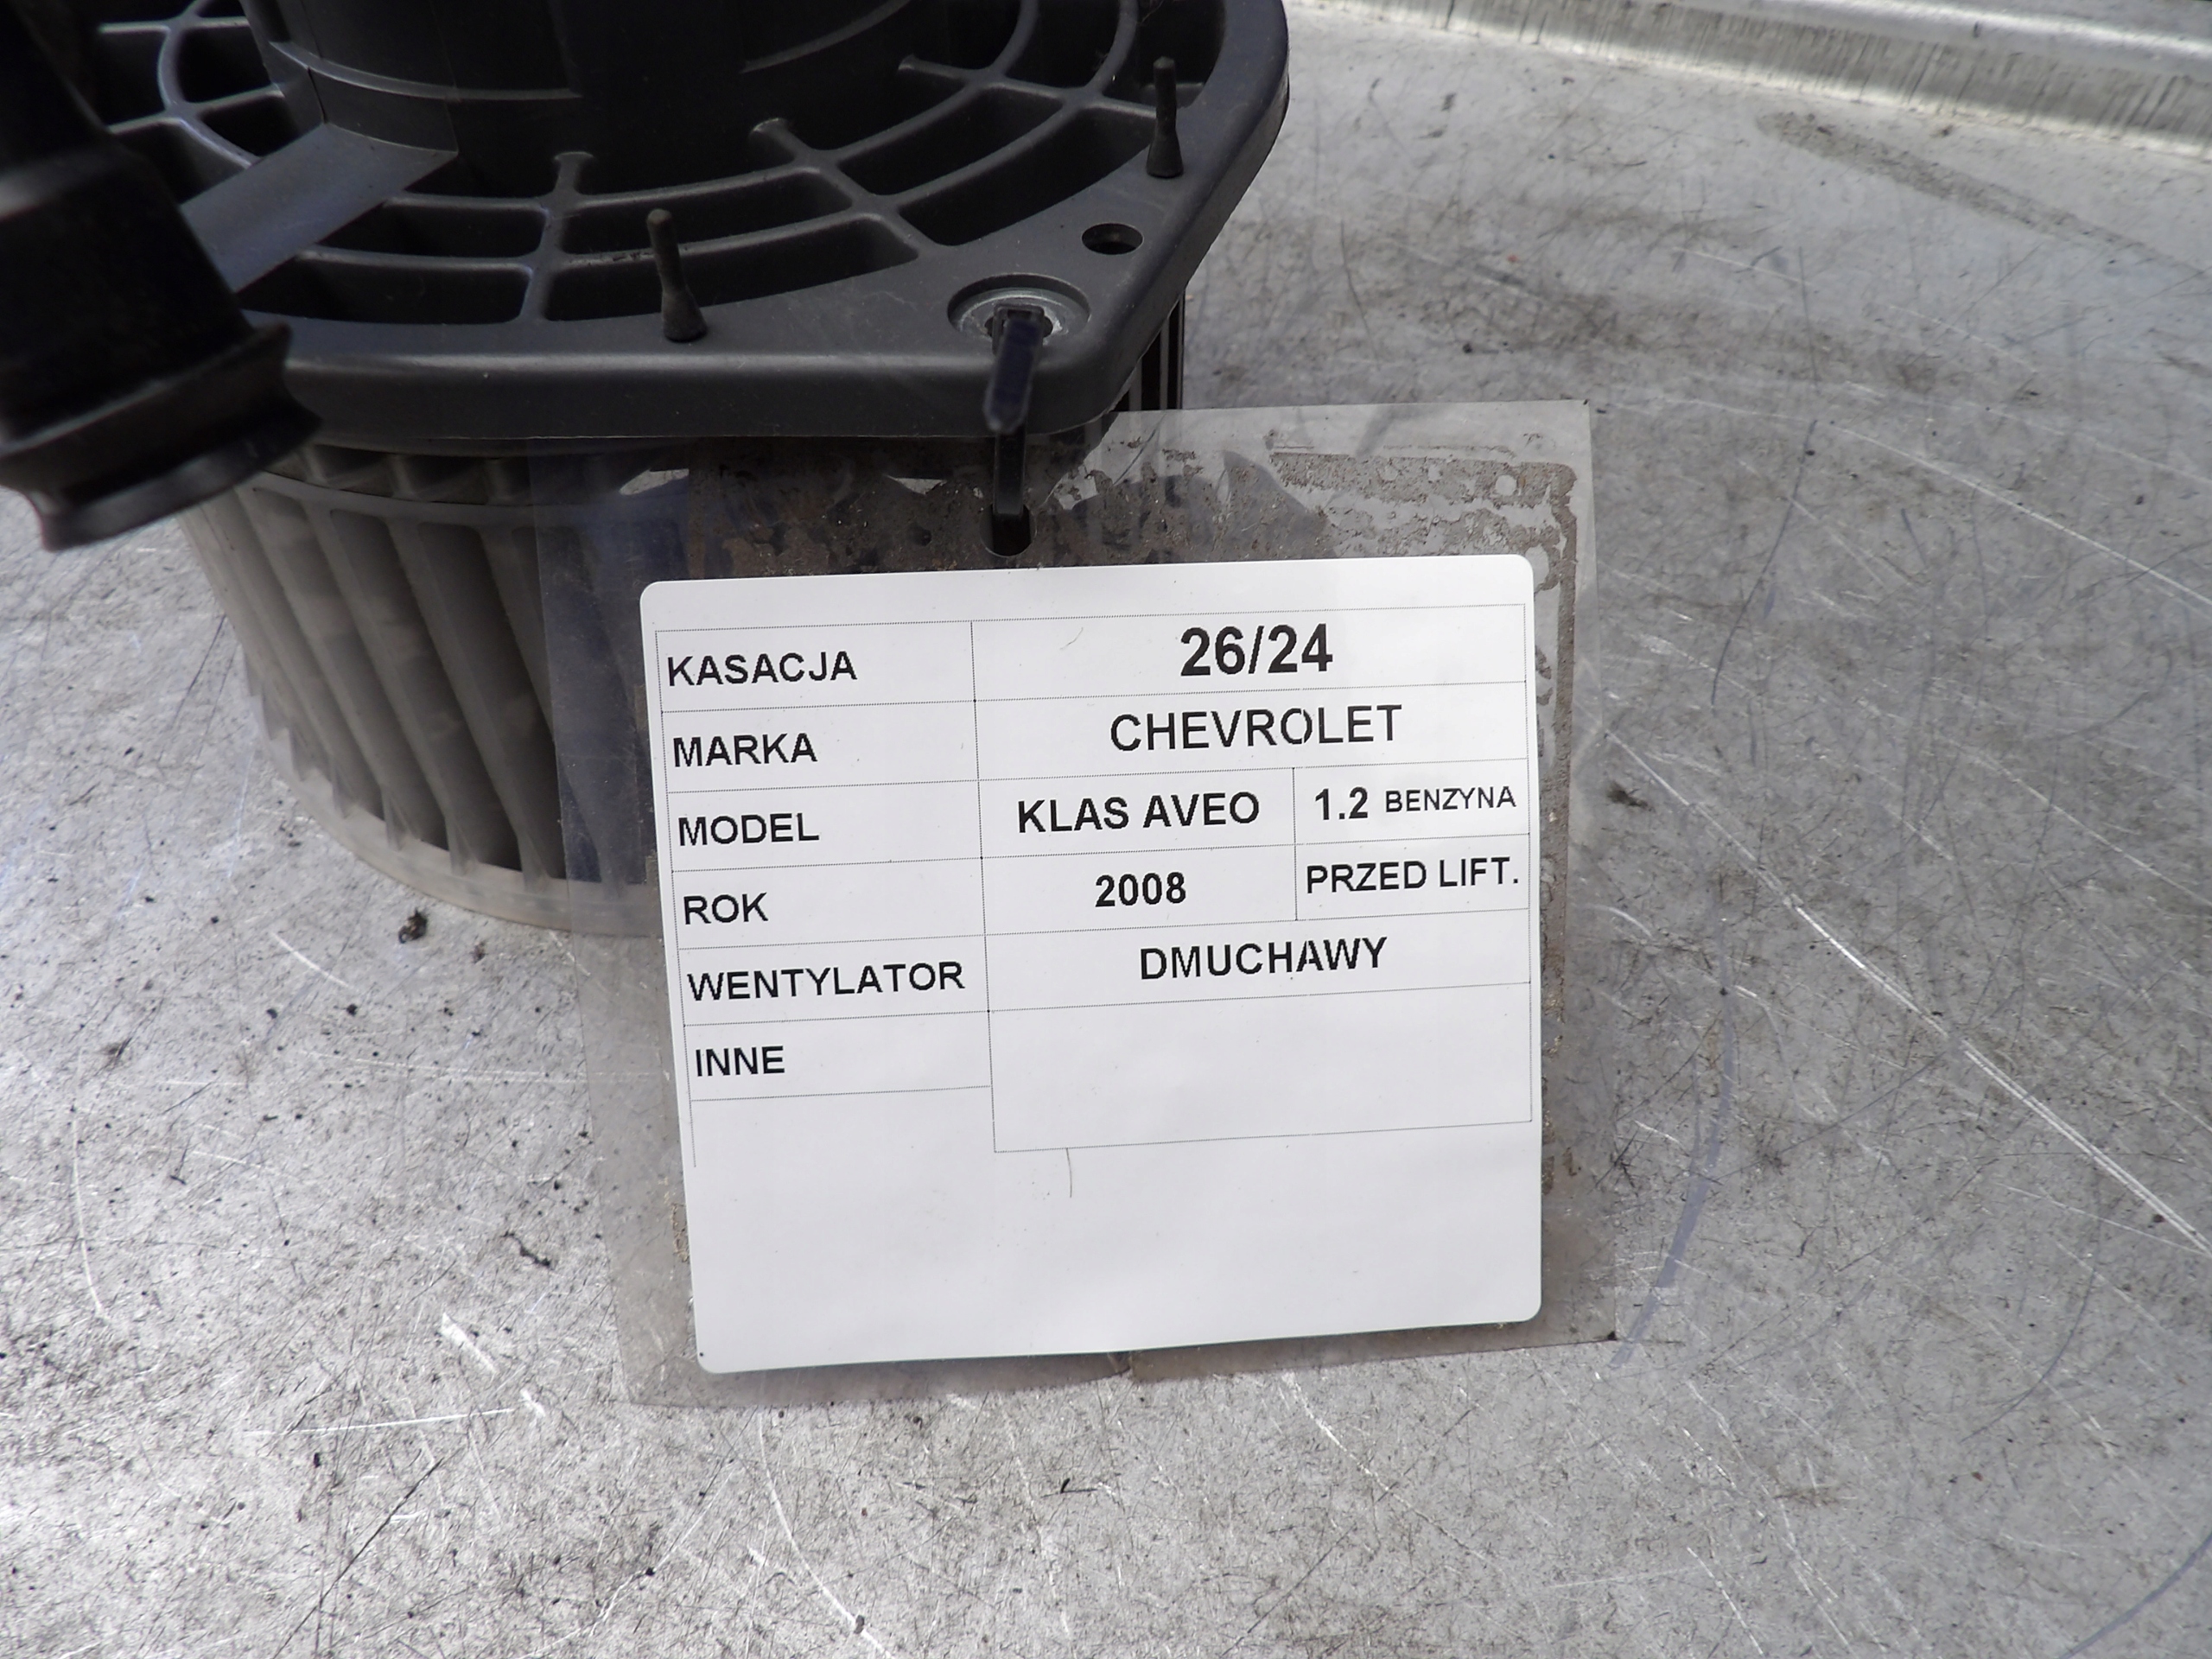 KASACJA 26/24
MARKA CHEVROLET
MODEL KLAS AVEO 1.2 BENZYNA
ROK 2008 PRZED LIFT.
WENTYLATOR DMUCHAWY
INNE